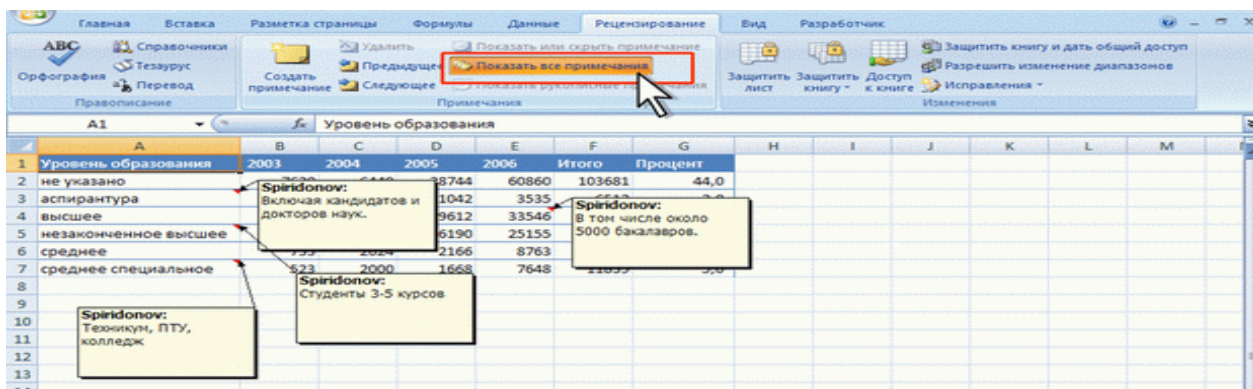 Главная Вставка Разметка страницы Формулы Данные Рецензирование Вид Разработчик
ABC Справочники Удалить Показать или скрыть примечание Защитить книгу и дать общий доступ
Орфография Тезаурус Создать примечание Предыдущее Показать все примечания Защитить лист Защитить книгу Доступ к книге Разрешить изменение диапазонов
Перевод Следующее Показать рукописные примечания Исправления
Правописание Примечания Изменения
A1 fx Уровень образования
A B C D E F G H I J K L M
1 Уровень образования 2003 2004 2005 2006 Итого Процент
2 не указано 60860 103681 44,0
3 аспирантура 1042 3535
4 высшее 9612 33546
5 незаконченное высшее 6190 25155
6 среднее 2166 8763
7 среднее специальное 523 2000 1668 7648
8
9
10
11
12
13
Spiridonov:
Включая кандидатов и
докторов наук.
Spiridonov:
В том числе около
5000 бакалавров.
Spiridonov:
Студенты 3-5 курсов
Spiridonov:
Техникум, ПТУ,
колледж